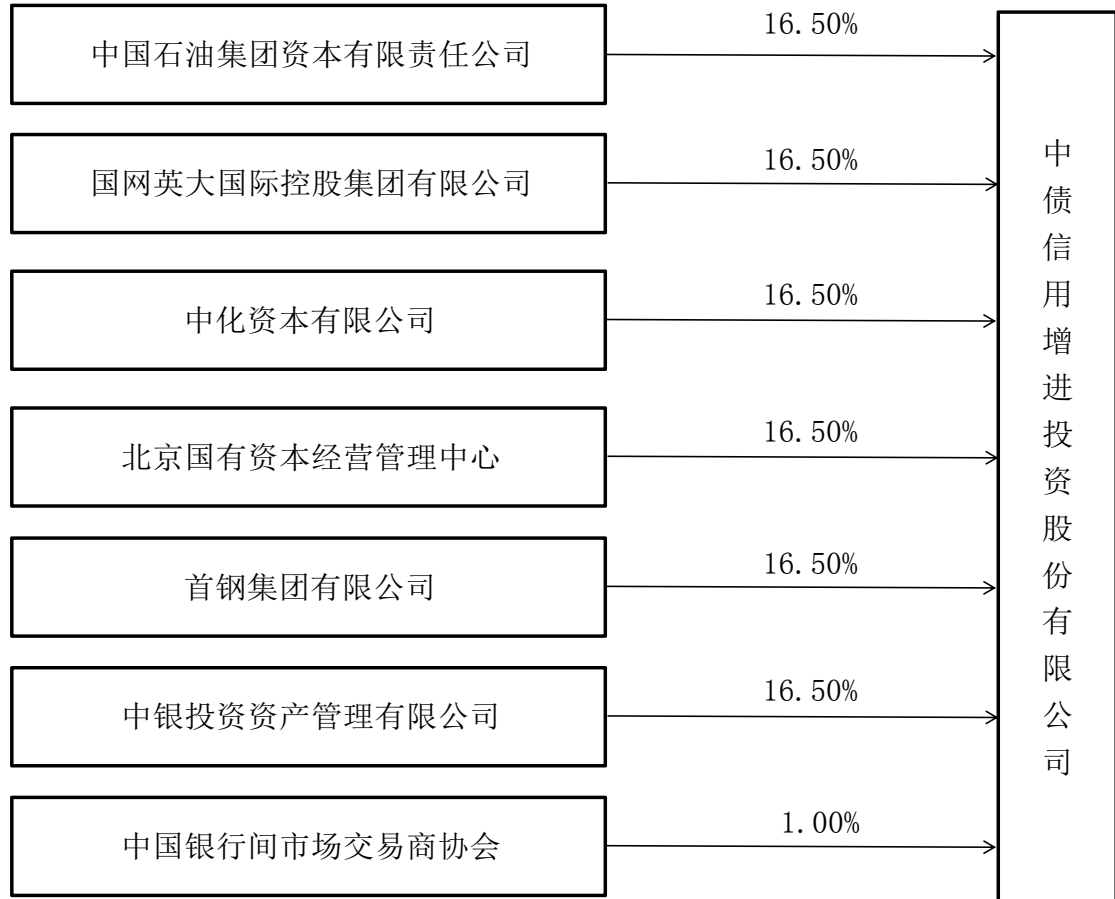 中国石油集团资本有限责任公司
16.50%
国网英大国际控股集团有限公司
16.50%
中化资本有限公司
16.50%
北京国有资本经营管理中心
16.50%
首钢集团有限公司
16.50%
中银投资资产管理有限公司
16.50%
中国银行间市场交易商协会
1.00%
中债信用增进投资股份有限公司